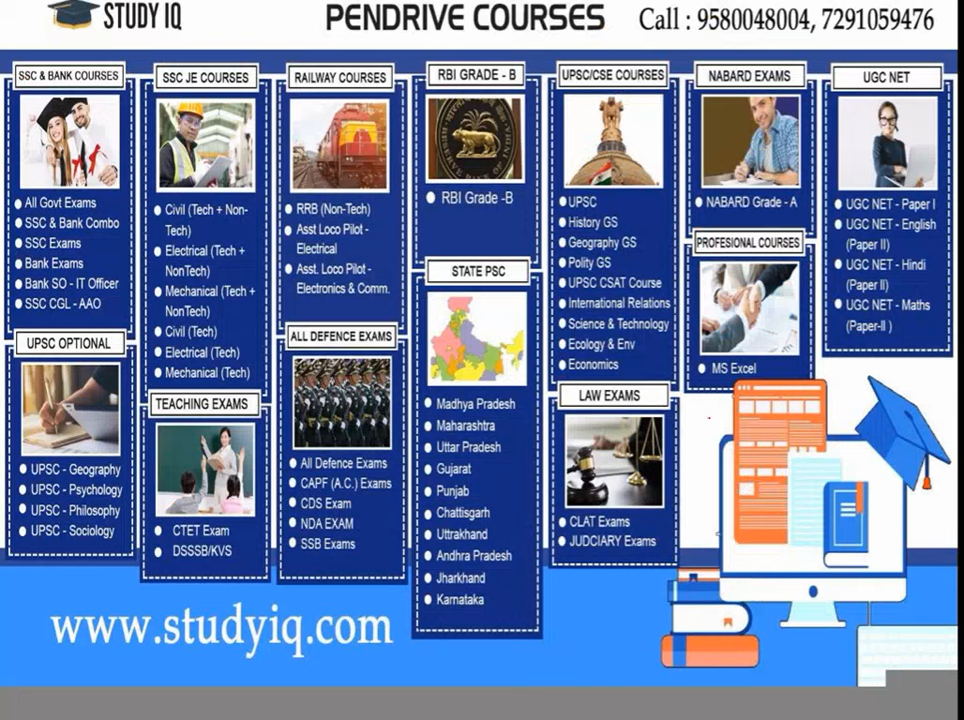 STUDY IQ
PENDRIVE COURSES
Call : 9580048004, 7291059476
SSC & BANK COURSES
All Govt Exams
SSC & Bank Combo
SSC Exams
Bank Exams
Bank SO - IT Officer
SSC CGL - AAO
UPSC OPTIONAL
UPSC - Geography
UPSC - Psychology
UPSC - Philosophy
UPSC - Sociology
SSC JE COURSES
Civil (Tech + Non-
Tech)
Electrical (Tech +
NonTech)
Mechanical (Tech +
NonTech)
Civil (Tech)
Electrical (Tech)
Mechanical (Tech)
TEACHING EXAMS
CTET Exam
DSSSB/KVS
RAILWAY COURSES
RRB (Non-Tech)
Asst Loco Pilot -
Electrical
Asst. Loco Pilot -
Electronics & Comm.
ALL DEFENCE EXAMS
All Defence Exams
CAPF (A.C.) Exams
CDS Exam
NDA EXAM
SSB Exams
RBI GRADE - B
RBI Grade -B
STATE PSC
Madhya Pradesh
Maharashtra
Uttar Pradesh
Gujarat
Punjab
Chattisgarh
Uttrakhand
Andhra Pradesh
Jharkhand
Karnataka
UPSC/CSE COURSES
UPSC
History GS
Geography GS
Polity GS
UPSC CSAT Course
International Relations
Science & Technology
Ecology & Env
Economics
LAW EXAMS
CLAT Exams
JUDCIARY Exams
NABARD EXAMS
NABARD Grade - A
PROFESIONAL COURSES
MS Excel
UGC NET
UGC NET - Paper I
UGC NET - English
(Paper II)
UGC NET - Hindi
(Paper II)
UGC NET - Maths
(Paper-II )
www.studyiq.com